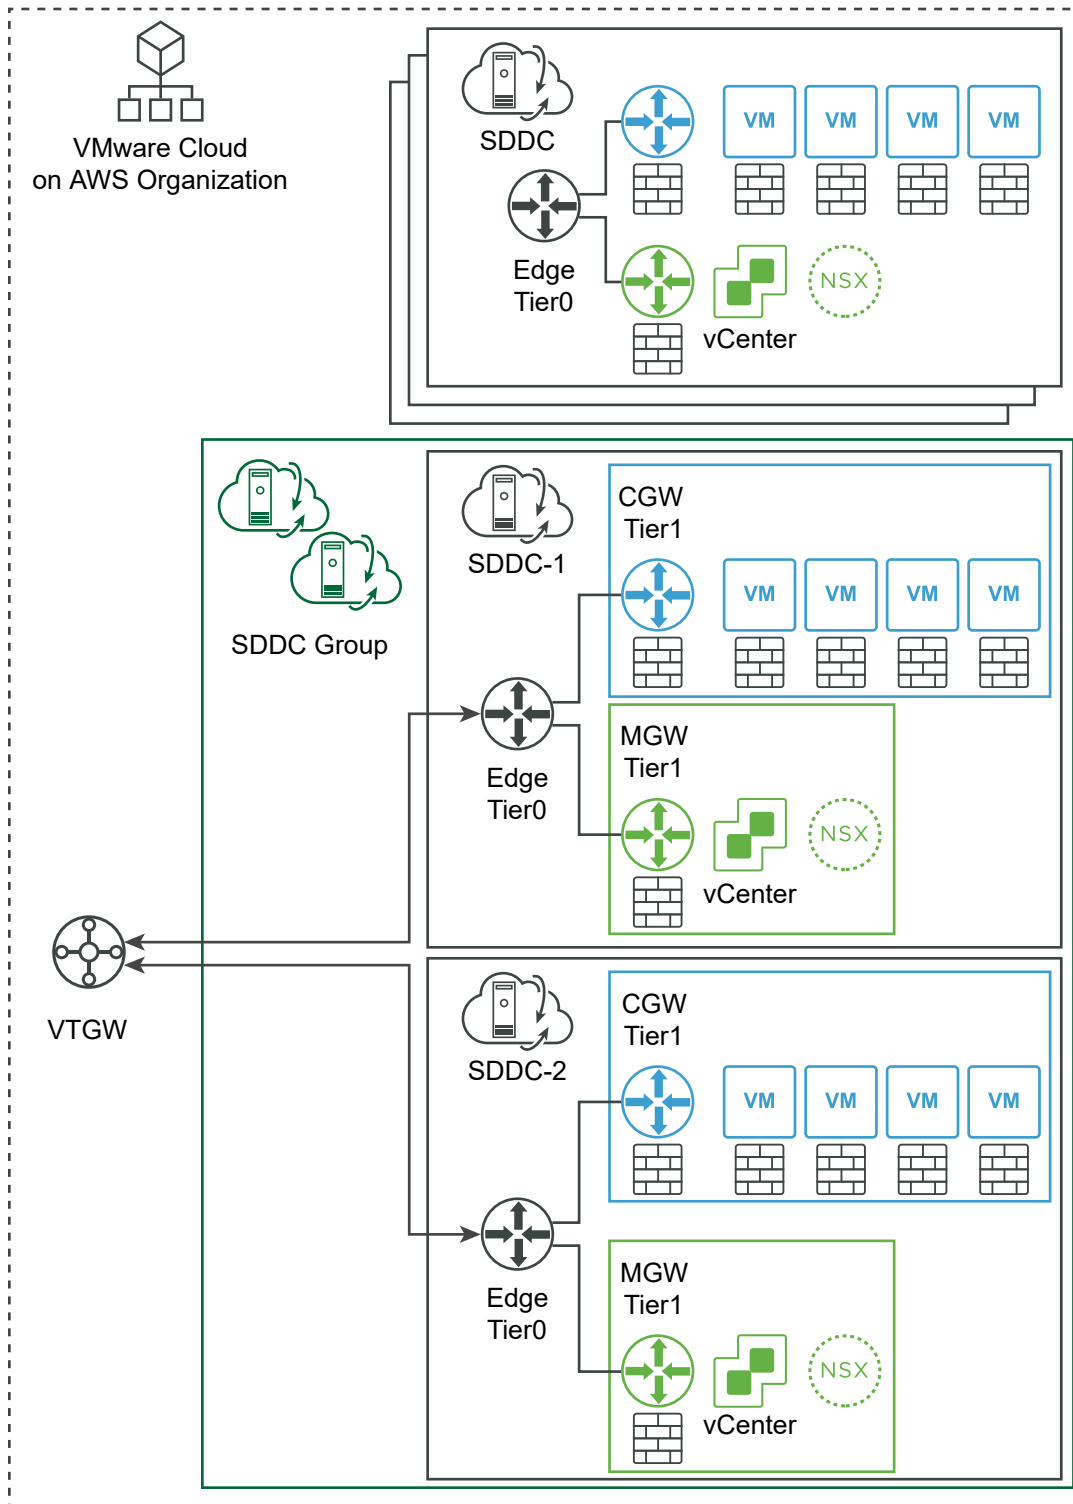 VMware Cloud
on AWS Organization
SDDC
VM VM VM VM
Edge
Tier0
NSX
vCenter
SDDC Group
SDDC-1
CGW
Tier1
VM VM VM VM
Edge
Tier0
MGW
Tier1
NSX
vCenter
VTGW
SDDC-2
CGW
Tier1
VM VM VM VM
Edge
Tier0
MGW
Tier1
NSX
vCenter